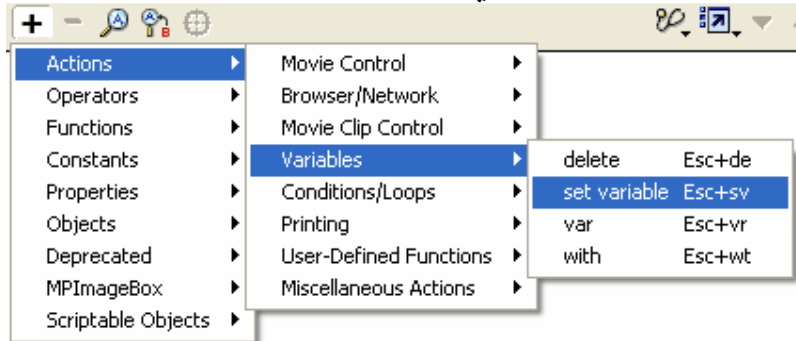 Actions
Operators
Functions
Constants
Properties
Objects
Deprecated
MPImageBox
Scriptable Objects
Movie Control
Browser/Network
Movie Clip Control
Variables
Conditions/Loops
Printing
User-Defined Functions
Miscellaneous Actions
delete Esc+de
set variable Esc+sv
var Esc+vr
with Esc+wt